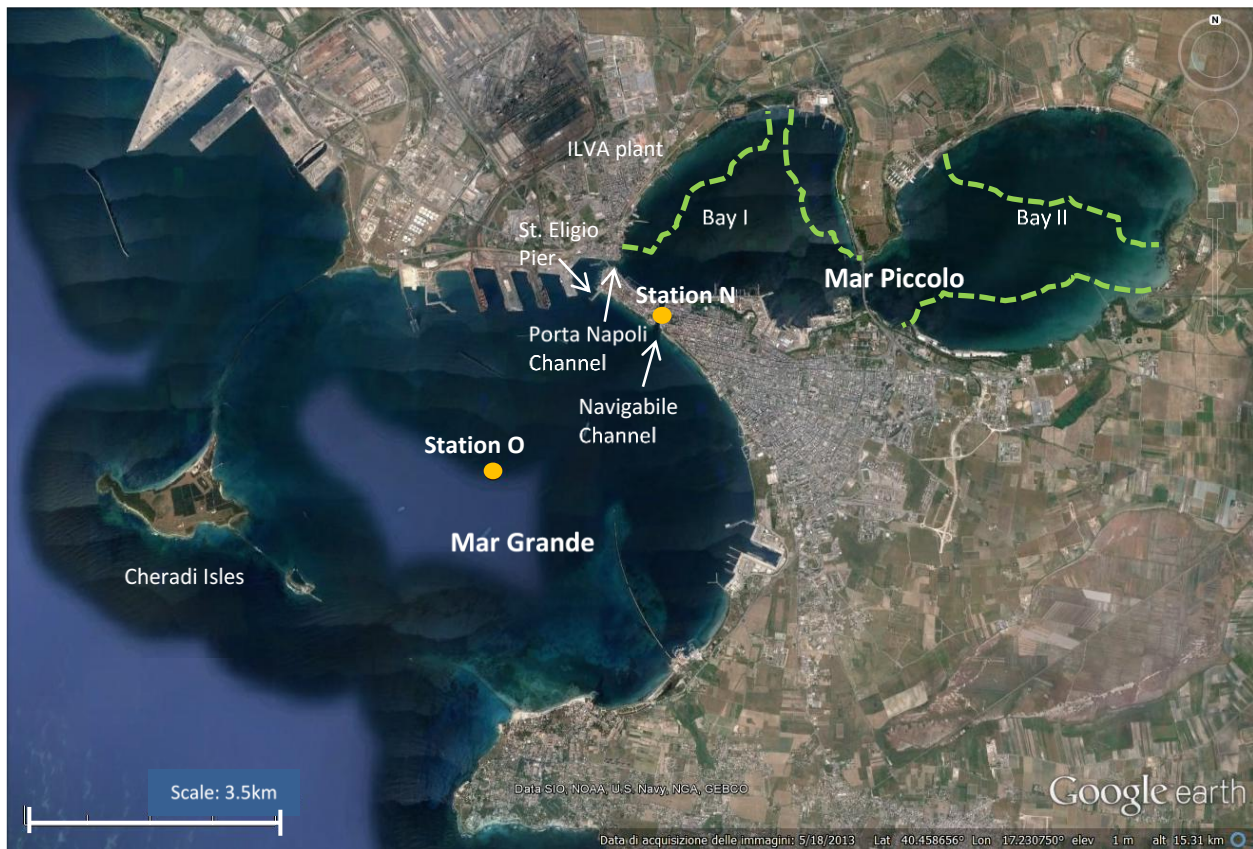 N
ILVA plant
Bay I
Bay II
St. Eligio
Pier
Mar Piccolo
Station N
Porta Napoli
Channel
Navigabile
Channel
Station O
Mar Grande
Cheradi Isles
Scale: 3.5km
Data SIO, NOAA, U.S. Navy, NGA, GEBCO
Google earth
Data di acquisizione delle immagini: 5/18/2013 Lat 40.458656° Lon 17.230750° elev 1 m alt 15.31 km